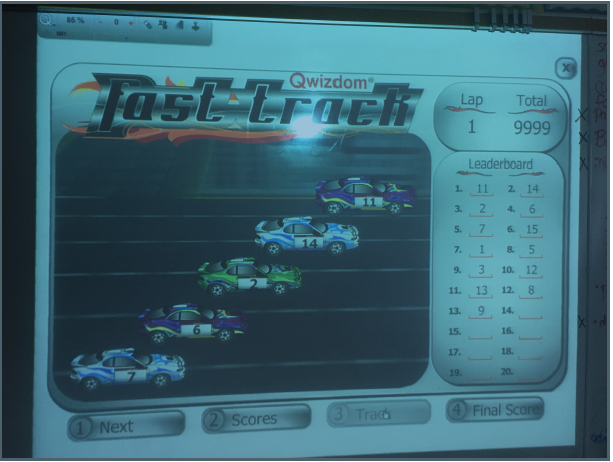 86 %
0
Qwizdom®
fast track
X
Lap Total
1 9999
Leaderboard
1. 11 2. 14
3. 2 4. 6
5. 7 6. 15
7. 1 8. 5
9. 3 10. 12
11. 13 12. 8
13. 9 14.
15. 16.
17. 18.
19. 20.
11
14
2
6
7
1 Next
2 Scores
3 Track
4 Final Score